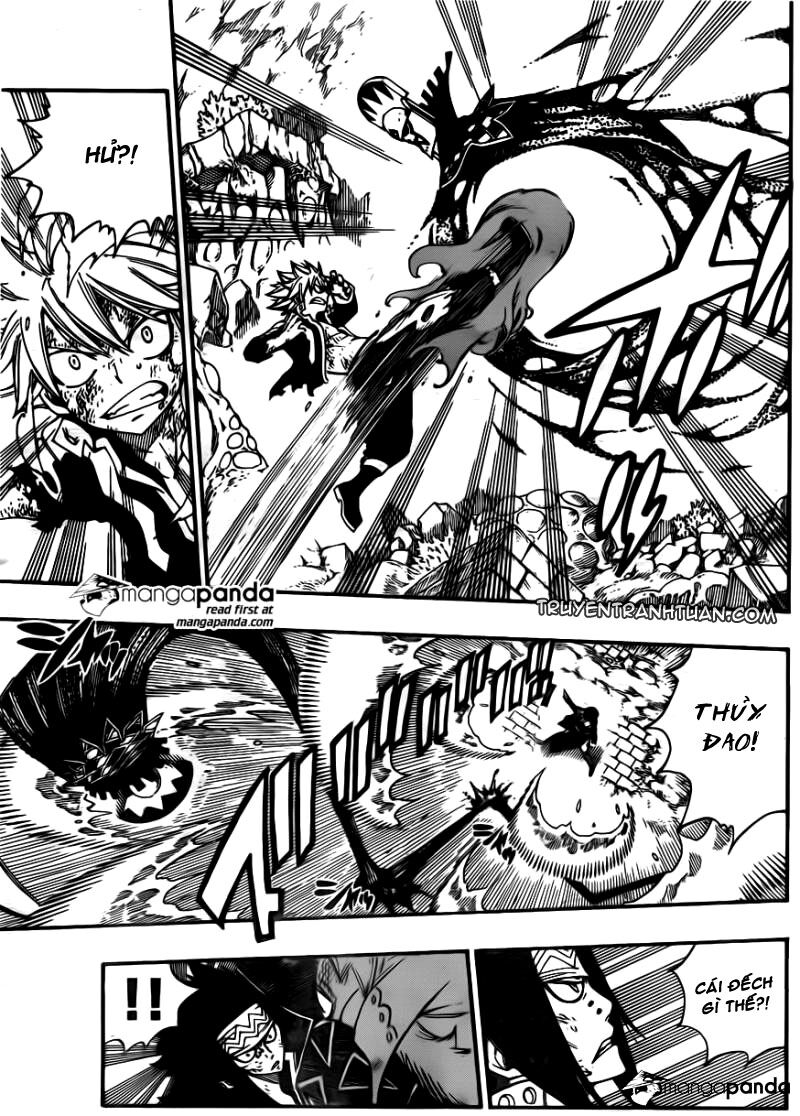 HỬ?!
mangapanda
read first at
mangapanda.com
TRUYENTRANHTUAN.COM
THỦY
ĐAO!
!!
CÁI ĐẾCH
GÌ THẾ?!
mangapanda